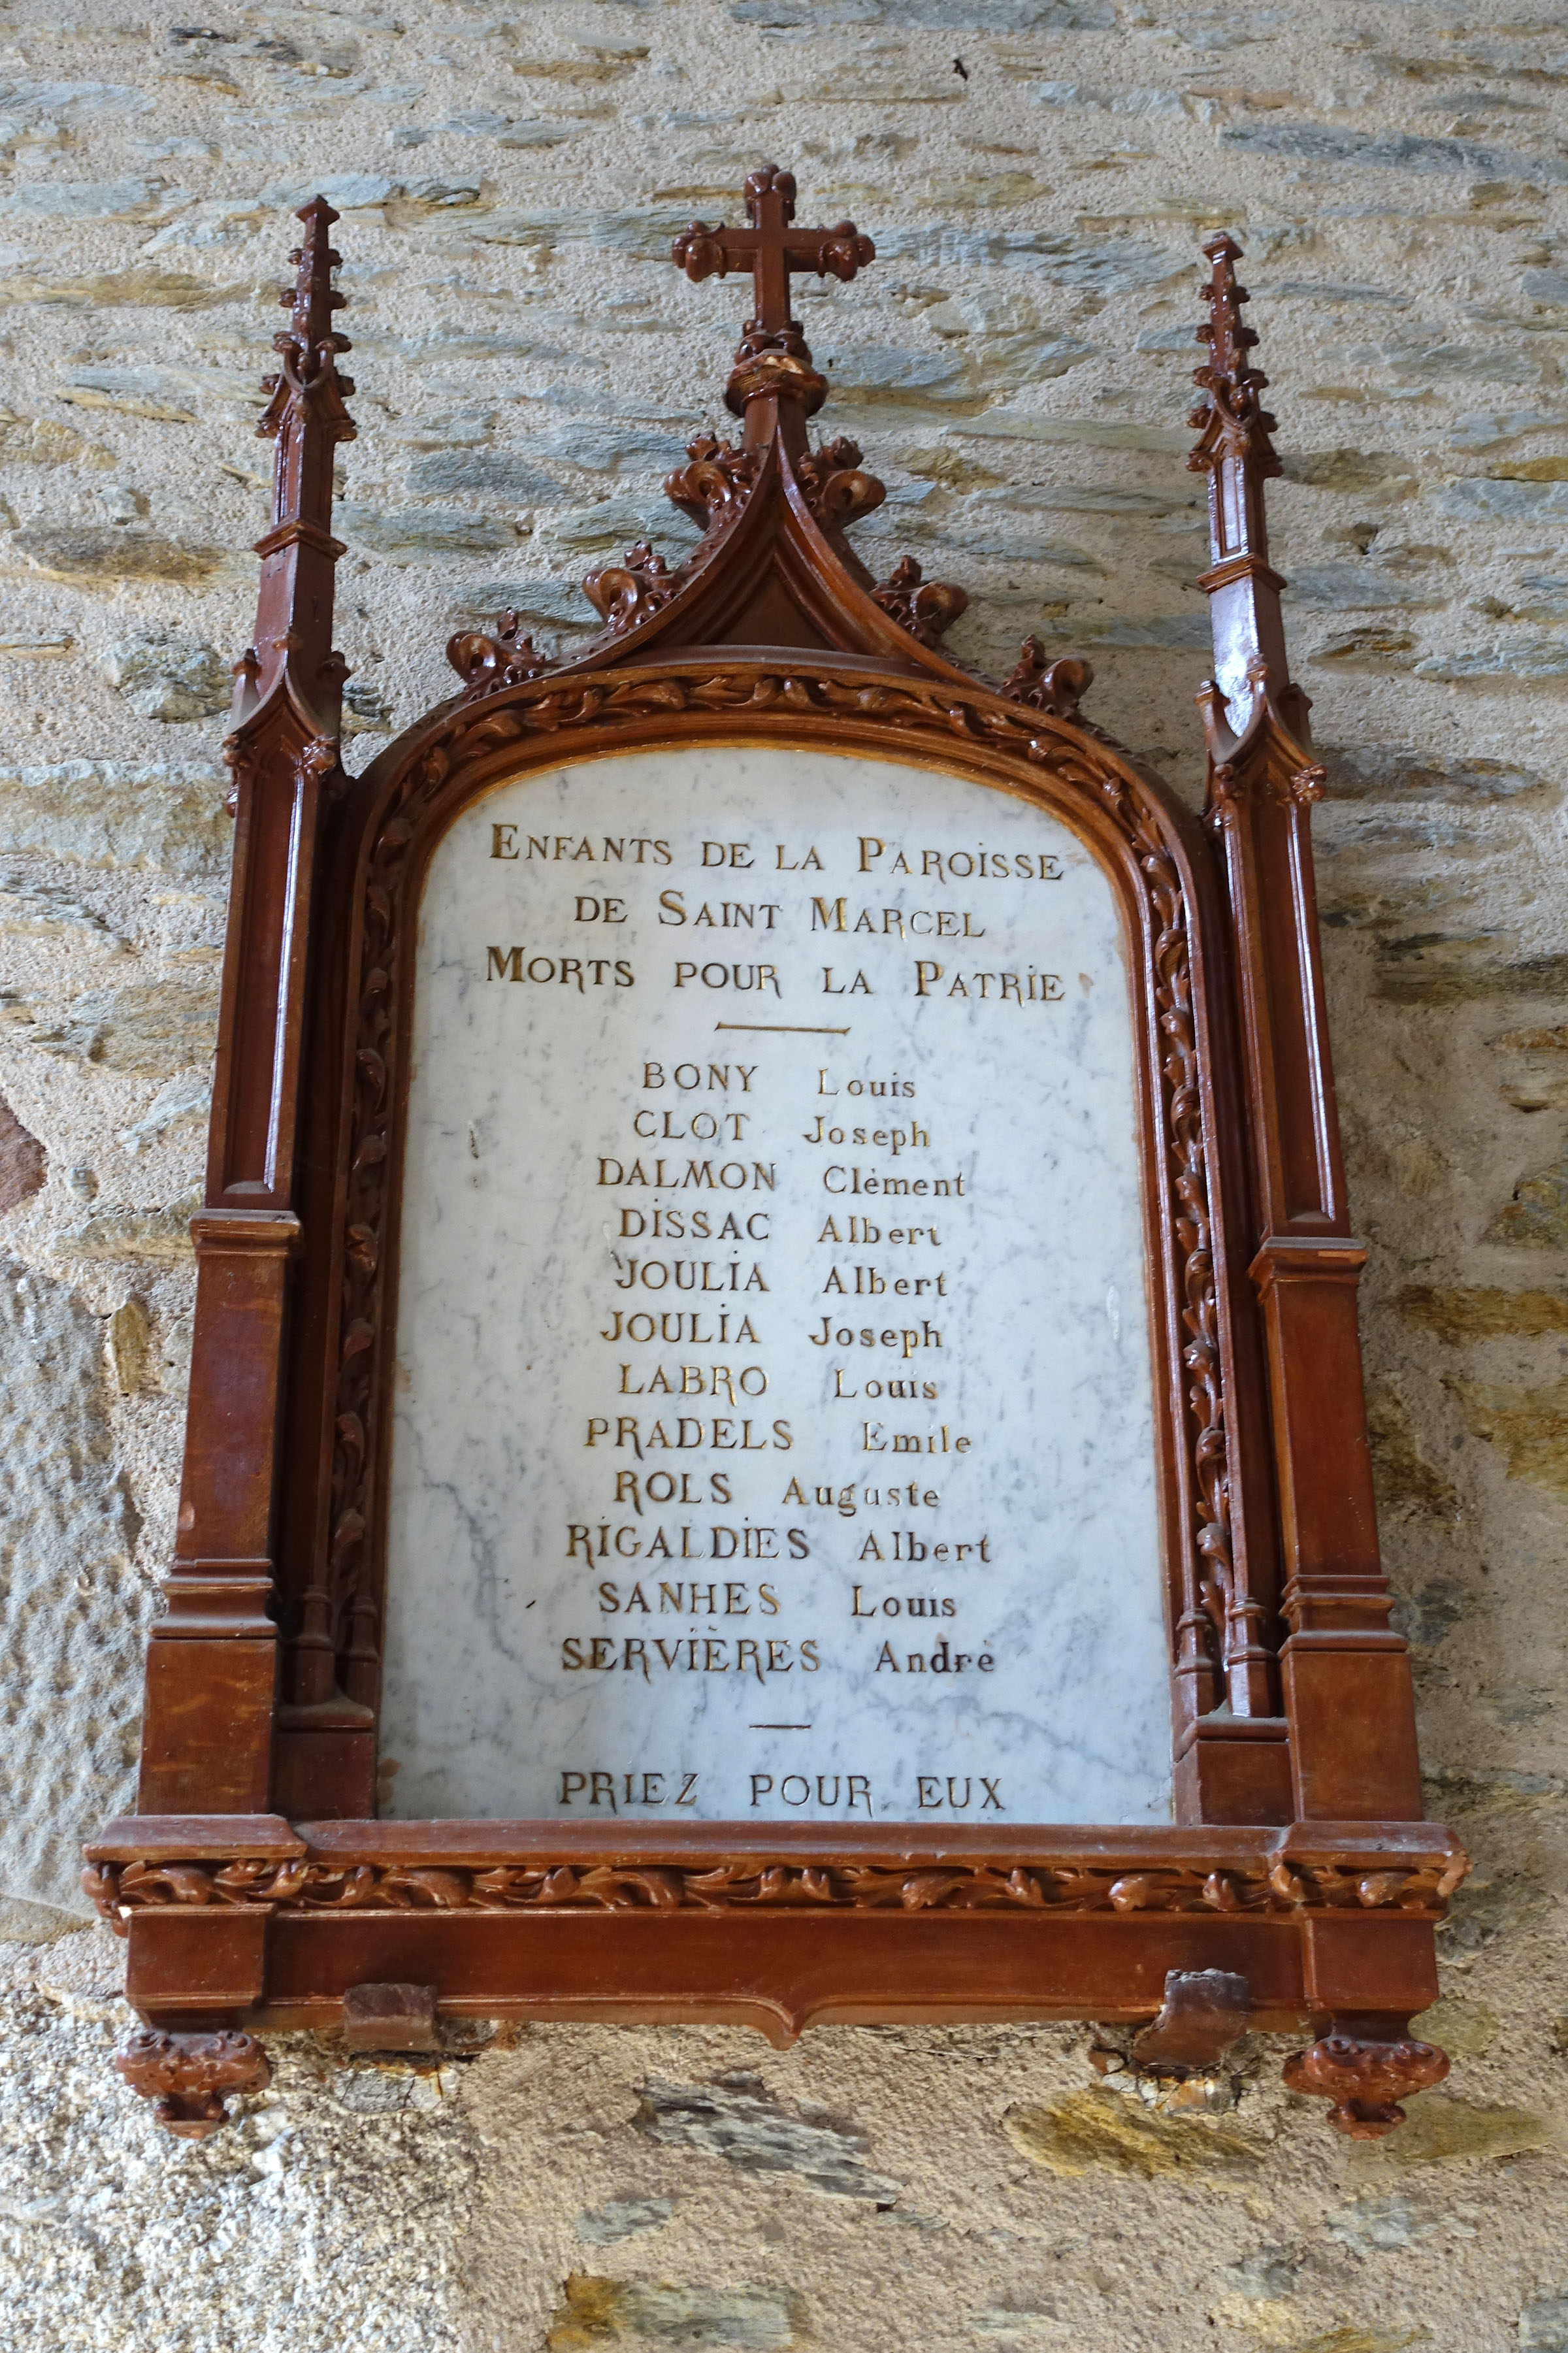 ENFANTS DE LA PAROISSE
DE SAINT MARCEL
MORTS POUR LA PATRIE
BONY Louis
CLOT Joseph
DALMON Clément
DISSAC Albert
JOULIA Albert
JOULIA Joseph
LABRO Louis
PRADELS Emile
ROLS Auguste
RIGALDIES Albert
SANHES Louis
SERVIÈRES André
PRIEZ POUR EUX